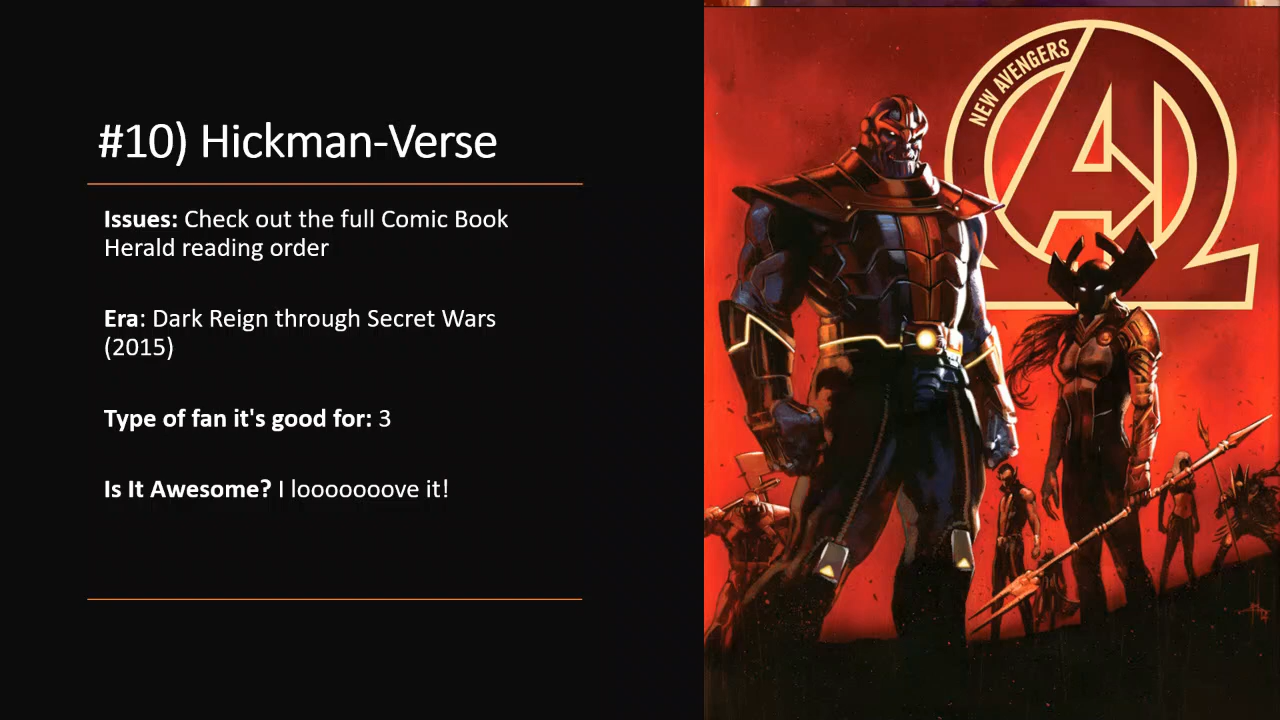 #10) Hickman-Verse
Issues: Check out the full Comic Book
Herald reading order
Era: Dark Reign through Secret Wars
(2015)
Type of fan it's good for: 3
Is It Awesome? I looooooove it!
NEW AVENGERS
A